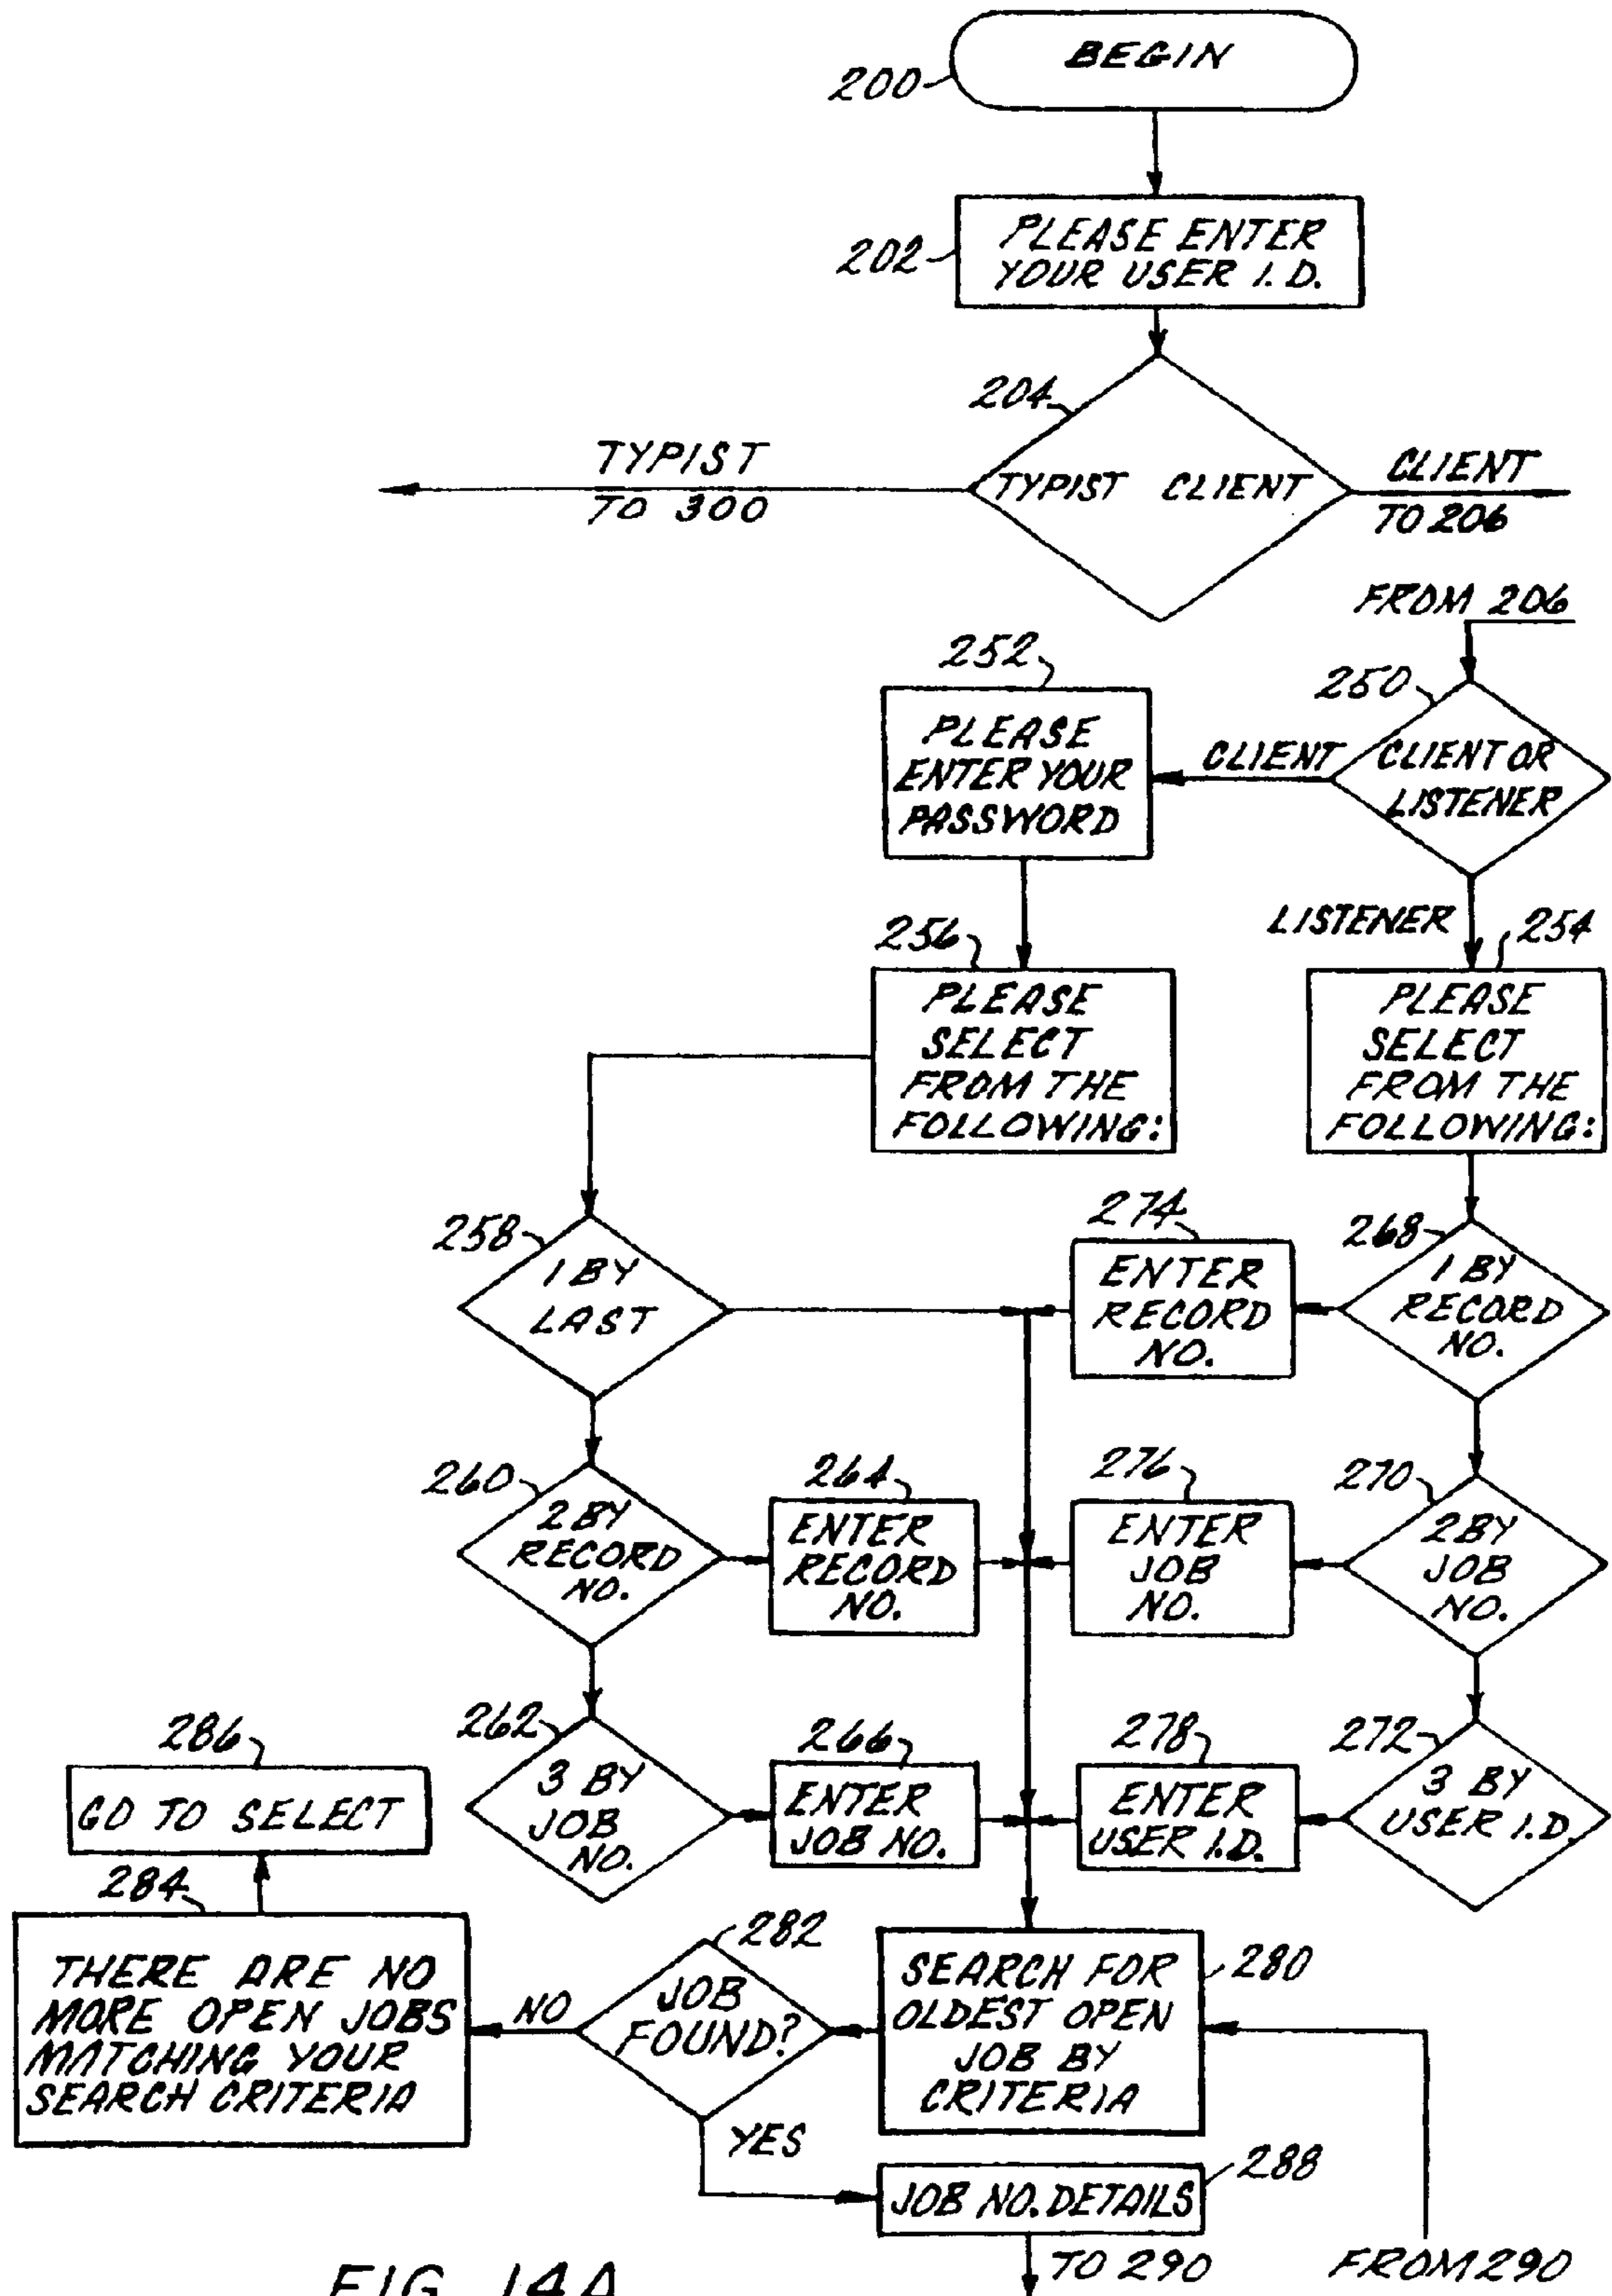 BEGIN
200
202
PLEASE ENTER
YOUR USER I.D.
204
TYPIST
TO 300
TYPIST CLIENT
CLIENT
TO 206
FROM 206
252
250
PLEASE
ENTER YOUR
PASSWORD
CLIENT
CLIENT OR
LISTENER
LISTENER
256
254
PLEASE
SELECT
FROM THE
FOLLOWING:
PLEASE
SELECT
FROM THE
FOLLOWING:
258
1 BY
LAST
274
ENTER
RECORD
NO.
268
1 BY
RECORD
NO.
260
2 BY
RECORD
NO.
264
ENTER
RECORD
NO.
276
ENTER
JOB
NO.
270
2 BY
JOB
NO.
262
3 BY
JOB
NO.
266
ENTER
JOB NO.
278
ENTER
USER I.D.
272
3 BY
USER I.D.
286
GO TO SELECT
284
THERE ARE NO
MORE OPEN JOBS
MATCHING YOUR
SEARCH CRITERIA
NO
282
JOB
FOUND?
YES
280
SEARCH FOR
OLDEST OPEN
JOB BY
CRITERIA
288
JOB NO. DETAILS
TO 290
FROM 290
FIG. 14A